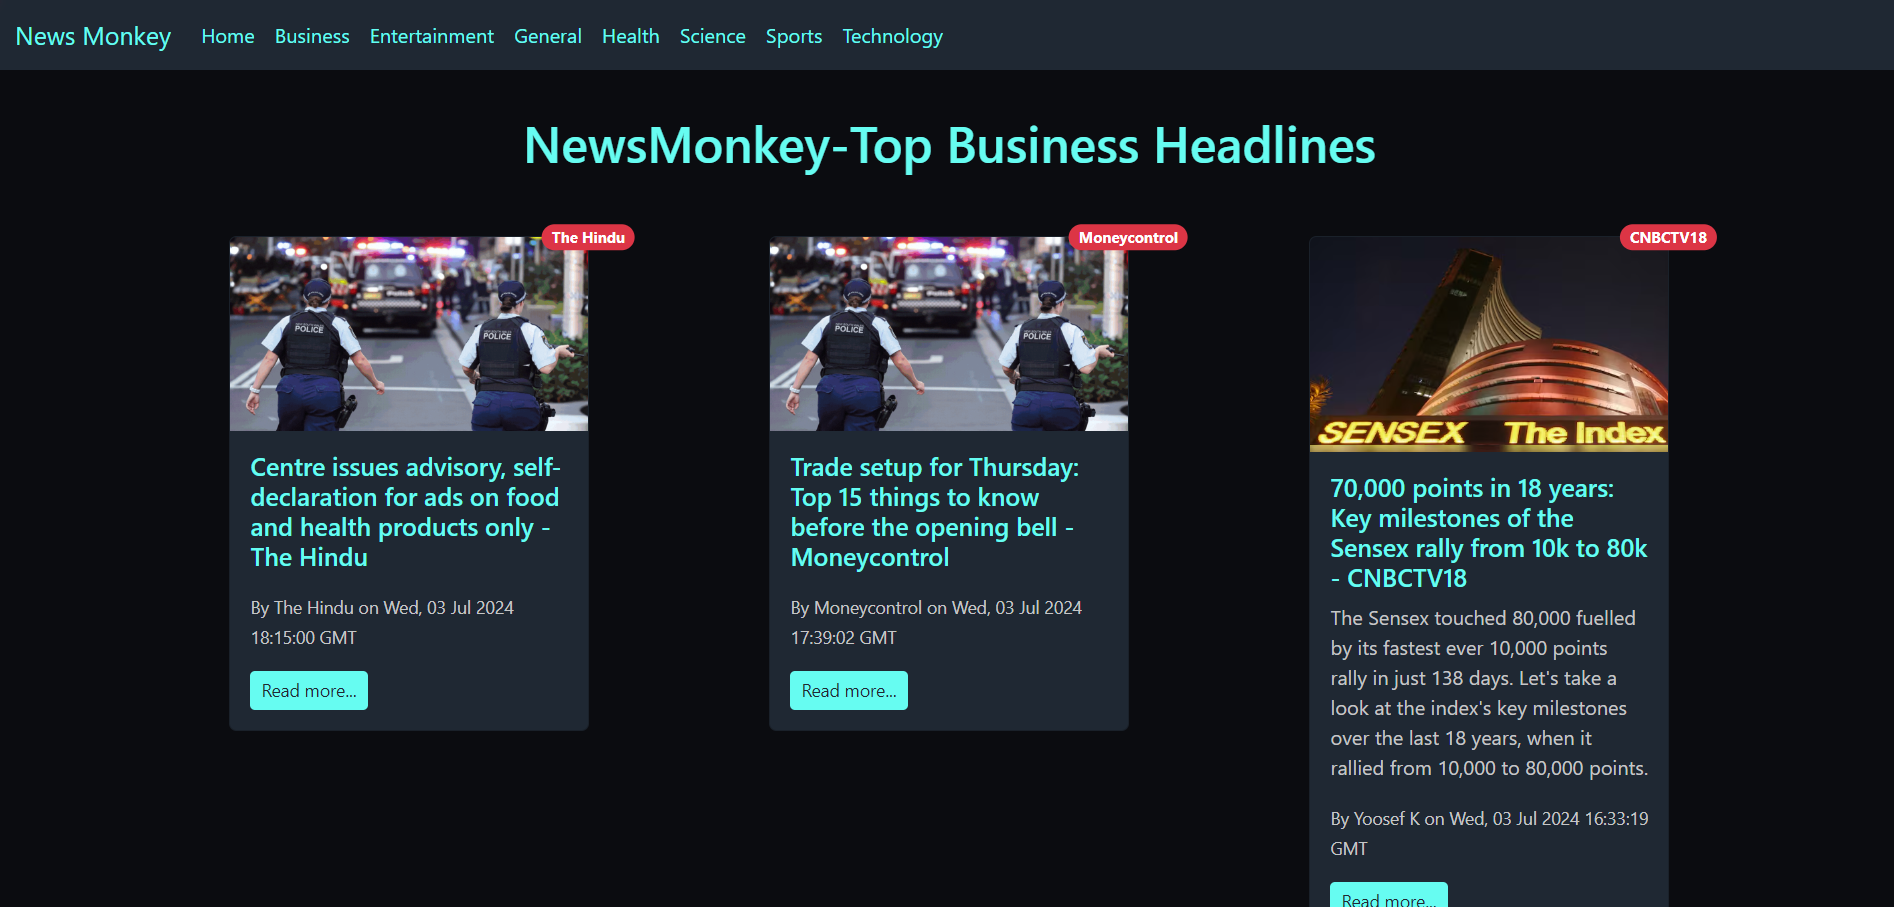 News Monkey Home Business Entertainment General Health Science Sports Technology
NewsMonkey-Top Business Headlines
The Hindu
POLICE
POLICE
Centre issues advisory, self-
declaration for ads on food
and health products only -
The Hindu
By The Hindu on Wed, 03 Jul 2024
18:15:00 GMT
Read more...
Moneycontrol
POLICE
POLICE
Trade setup for Thursday:
Top 15 things to know
before the opening bell -
Moneycontrol
By Moneycontrol on Wed, 03 Jul 2024
17:39:02 GMT
Read more...
CNBCTV18
SENSEX The Index
70,000 points in 18 years:
Key milestones of the
Sensex rally from 10k to 80k
- CNBCTV18
The Sensex touched 80,000 fuelled
by its fastest ever 10,000 points
rally in just 138 days. Let's take a
look at the index's key milestones
over the last 18 years, when it
rallied from 10,000 to 80,000 points.
By Yoosef K on Wed, 03 Jul 2024 16:33:19
GMT
Read more...